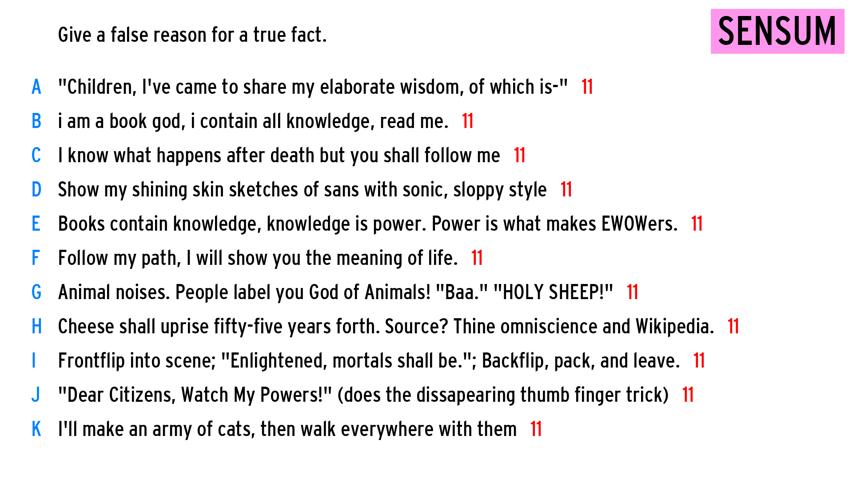 Give a false reason for a true fact.
SENSUM
A "Children, I've came to share my elaborate wisdom, of which is-" 11
B i am a book god, i contain all knowledge, read me. 11
C I know what happens after death but you shall follow me 11
D Show my shining skin sketches of sans with sonic, sloppy style 11
E Books contain knowledge, knowledge is power. Power is what makes EWOWers. 11
F Follow my path, I will show you the meaning of life. 11
G Animal noises. People label you God of Animals! "Baa." "HOLY SHEEP!" 11
H Cheese shall uprise fifty-five years forth. Source? Thine omniscience and Wikipedia. 11
I Frontflip into scene; "Enlightened, mortals shall be."; Backflip, pack, and leave. 11
J "Dear Citizens, Watch My Powers!" (does the dissapearing thumb finger trick) 11
K I'll make an army of cats, then walk everywhere with them 11